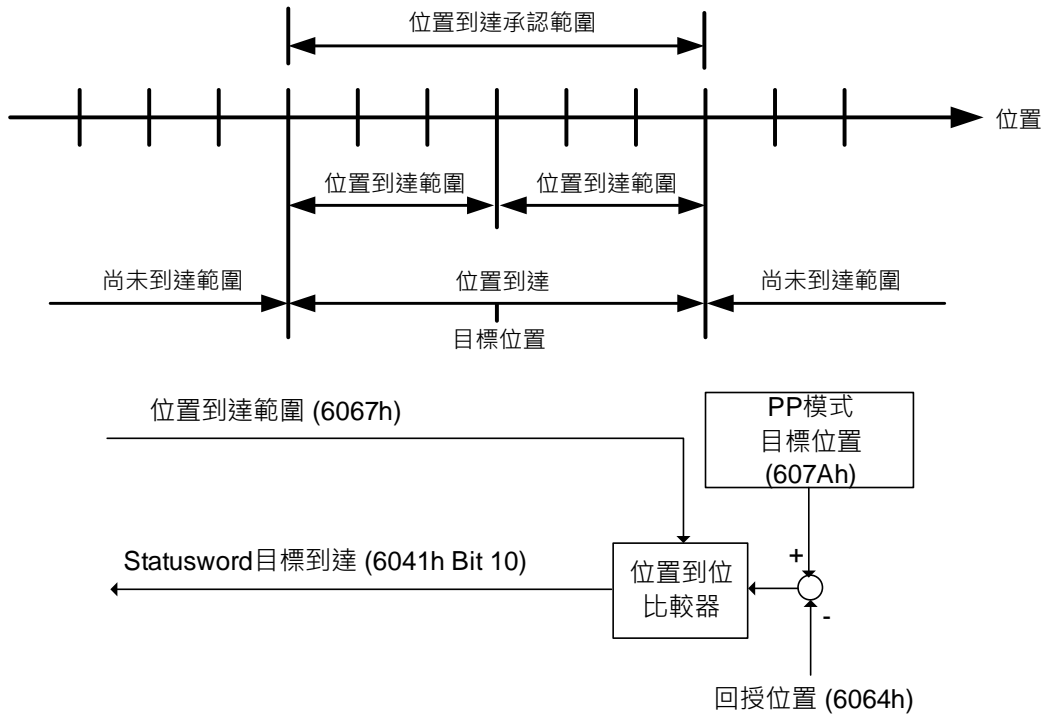 位置到達承認範圍
位置
位置到達範圍
位置到達範圍
尚未到達範圍
位置到達
尚未到達範圍
目標位置
位置到達範圍 (6067h)
PP模式
目標位置
(607Ah)
Statusword目標到達 (6041h Bit 10)
位置到位
比較器
+
-
回授位置 (6064h)